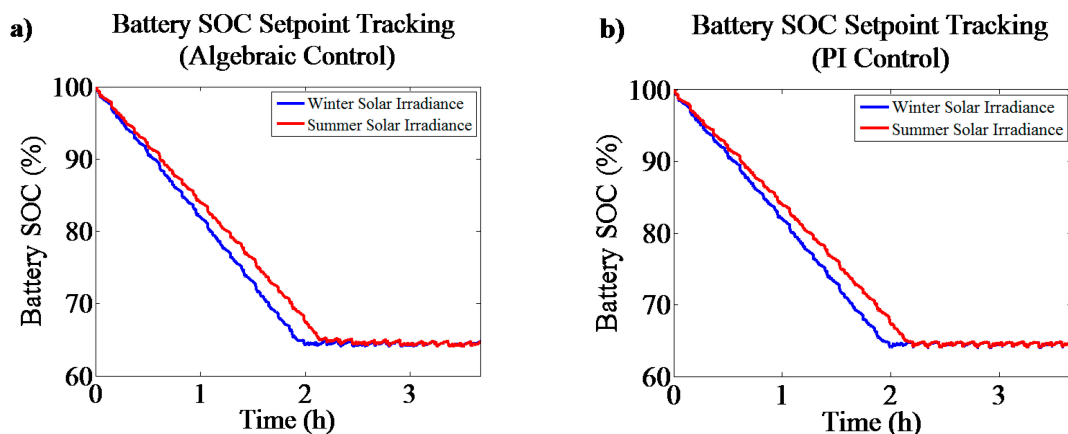 a)
Battery SOC Setpoint Tracking
(Algebraic Control)
Battery SOC (%)
100
90
80
70
60
Winter Solar Irradiance
Summer Solar Irradiance
0
1
2
3
Time (h)
b)
Battery SOC Setpoint Tracking
(PI Control)
Battery SOC (%)
100
90
80
70
60
Winter Solar Irradiance
Summer Solar Irradiance
0
1
2
3
Time (h)